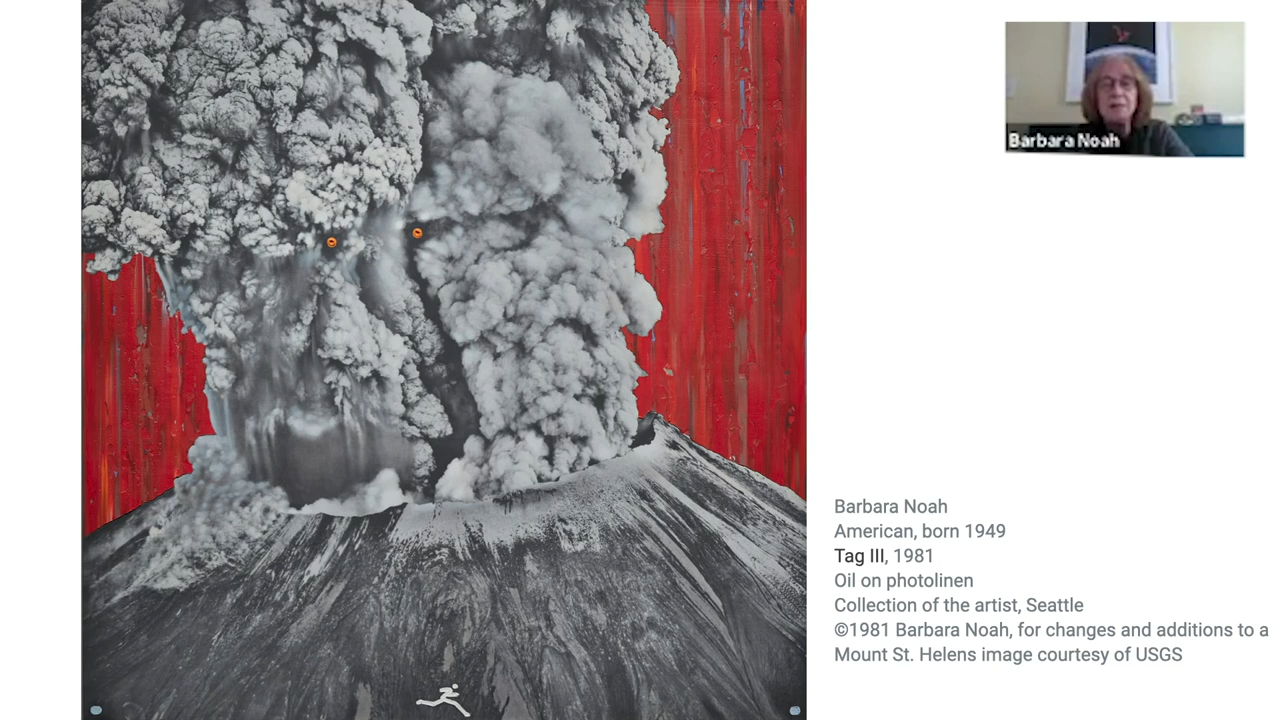 Barbara Noah
Barbara Noah
American, born 1949
Tag III, 1981
Oil on photolinen
Collection of the artist, Seattle
©1981 Barbara Noah, for changes and additions to a
Mount St. Helens image courtesy of USGS